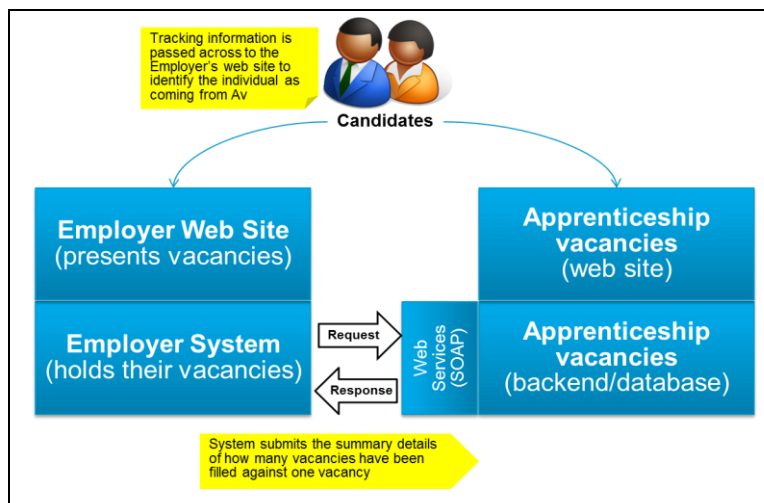 Tracking information is
passed across to the
Employer's web site to
identify the individual as
coming from Av
Candidates
Employer Web Site
(presents vacancies)
Apprenticeship
vacancies
(web site)
Employer System
(holds their vacancies)
Request
Response
Web
Services
(SOAP)
Apprenticeship
vacancies
(backend/database)
System submits the summary details
of how many vacancies have been
filled against one vacancy